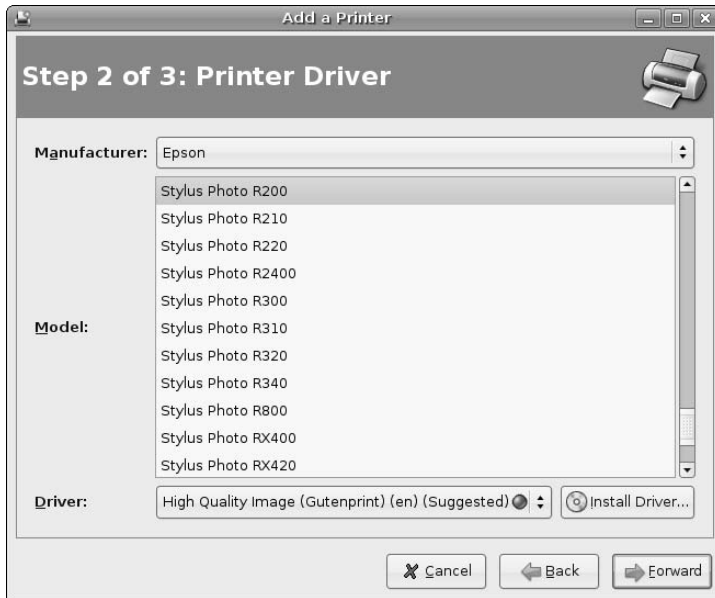 Add a Printer
Step 2 of 3: Printer Driver
Manufacturer: Epson
Stylus Photo R200
Stylus Photo R210
Stylus Photo R220
Stylus Photo R2400
Stylus Photo R300
Model:
Stylus Photo R310
Stylus Photo R320
Stylus Photo R340
Stylus Photo R800
Stylus Photo RX400
Stylus Photo RX420
Driver: High Quality Image (Gutenprint) (en) (Suggested) Install Driver...
Cancel Back Forward